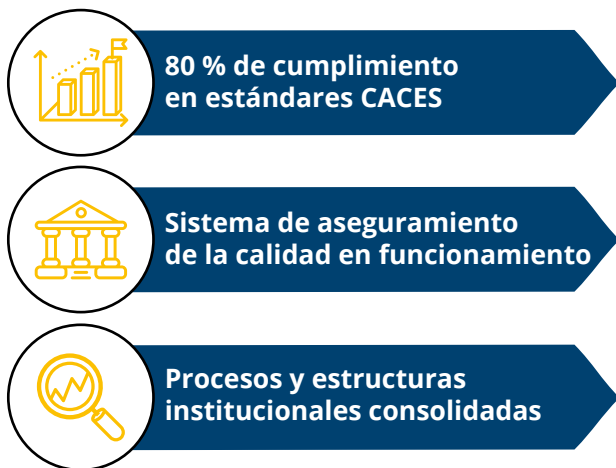 80 % de cumplimiento
en estándares CACES
Sistema de aseguramiento
de la calidad en funcionamiento
Procesos y estructuras
institucionales consolidadas